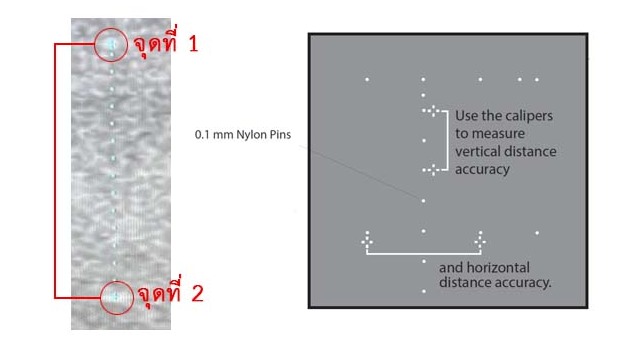 จุดที่ 1
0.1 mm Nylon Pins
Use the calipers
to measure
vertical distance
accuracy
and horizontal
distance accuracy.
จุดที่ 2